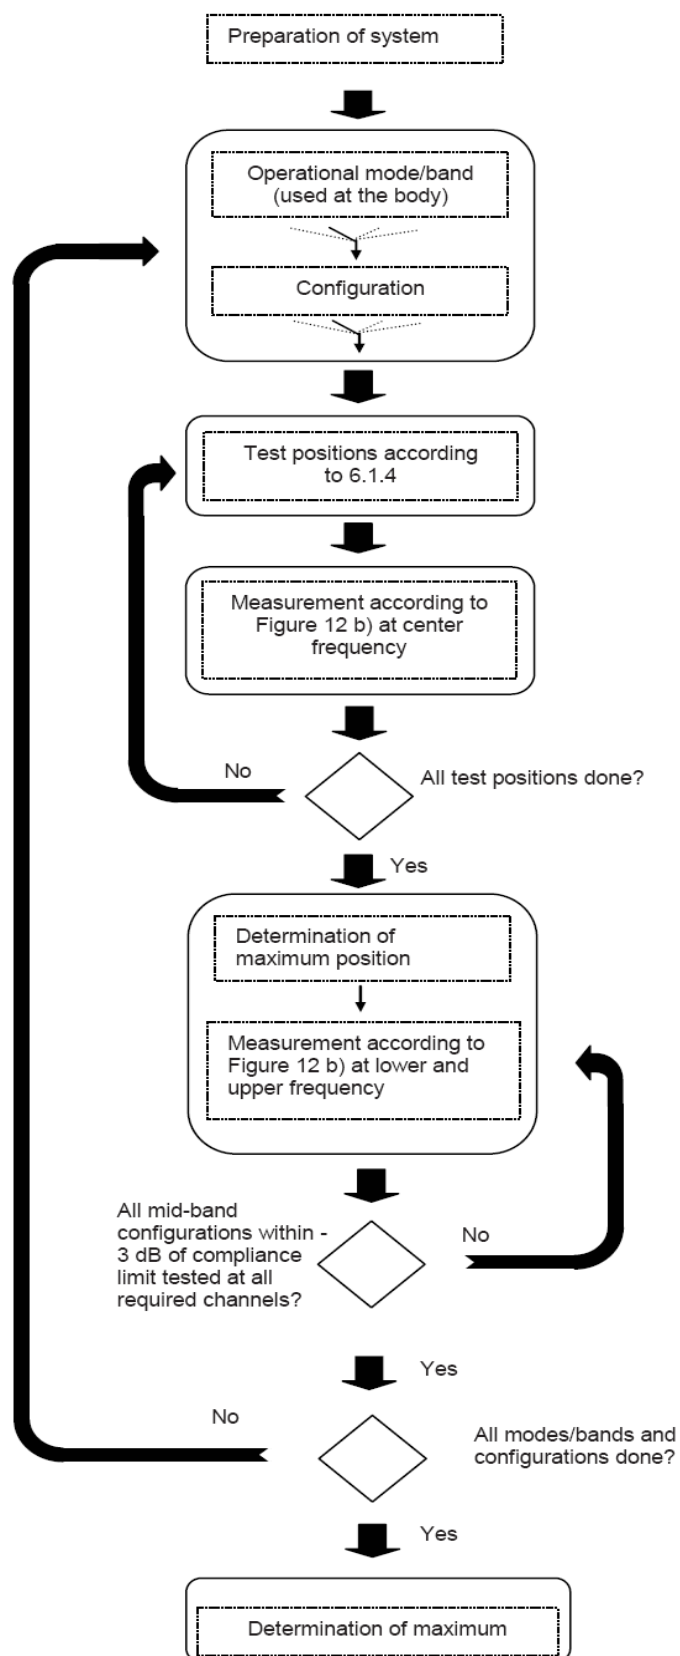 Preparation of system
Operational mode/band
(used at the body)
Configuration
Test positions according
to 6.1.4
Measurement according to
Figure 12 b) at center
frequency
No
All test positions done?
Yes
Determination of
maximum position
Measurement according to
Figure 12 b) at lower and
upper frequency
All mid-band
configurations within -
3 dB of compliance
limit tested at all
required channels?
No
Yes
No
All modes/bands and
configurations done?
Yes
Determination of maximum